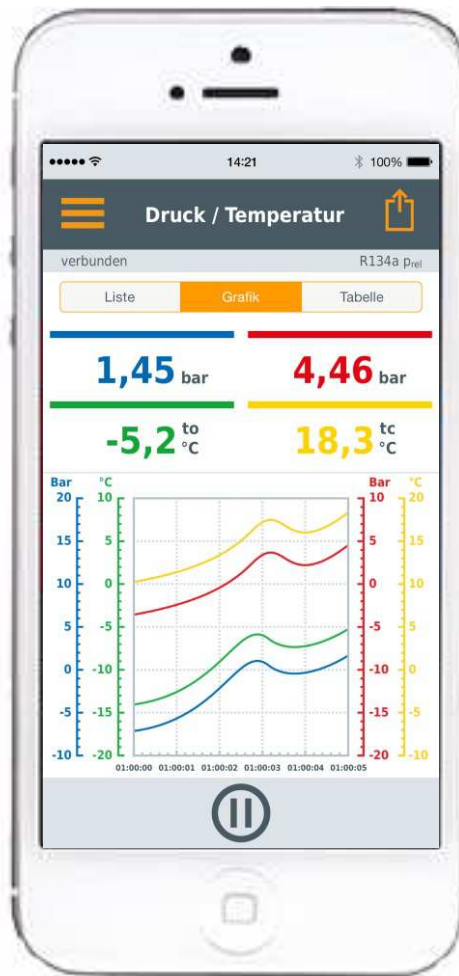 14:21 100%
Druck / Temperatur
verbunden R134a prel
Liste Grafik Tabelle
1,45 bar 4,46 bar
-5,2 to °C 18,3 tc °C
Bar °C Bar °C
20 10 10 20
15 5 5 15
10 0 0 10
5 -5 -5 5
0 -10 -10 0
-5 -15 -15 -5
-10 -20 -20 -10
01:00:00 01:00:01 01:00:02 01:00:03 01:00:04 01:00:05